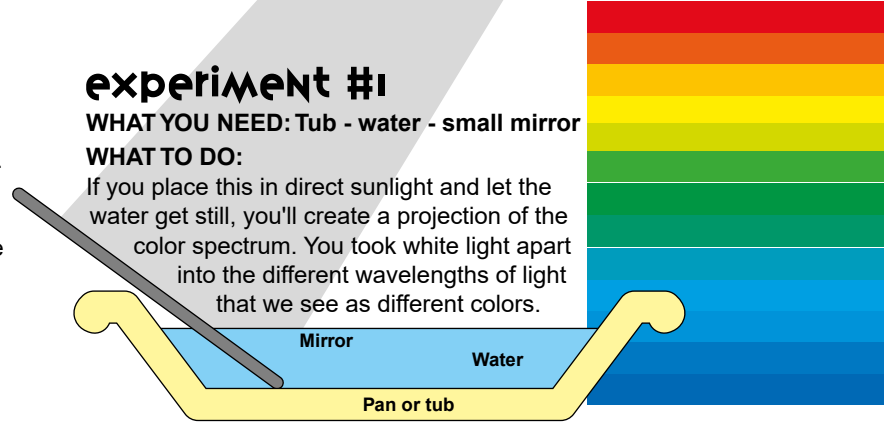 experiment #1
WHAT YOU NEED: Tub - water - small mirror
WHAT TO DO:
If you place this in direct sunlight and let the
water get still, you'll create a projection of the
color spectrum. You took white light apart
into the different wavelengths of light
that we see as different colors.
Mirror
Water
Pan or tub